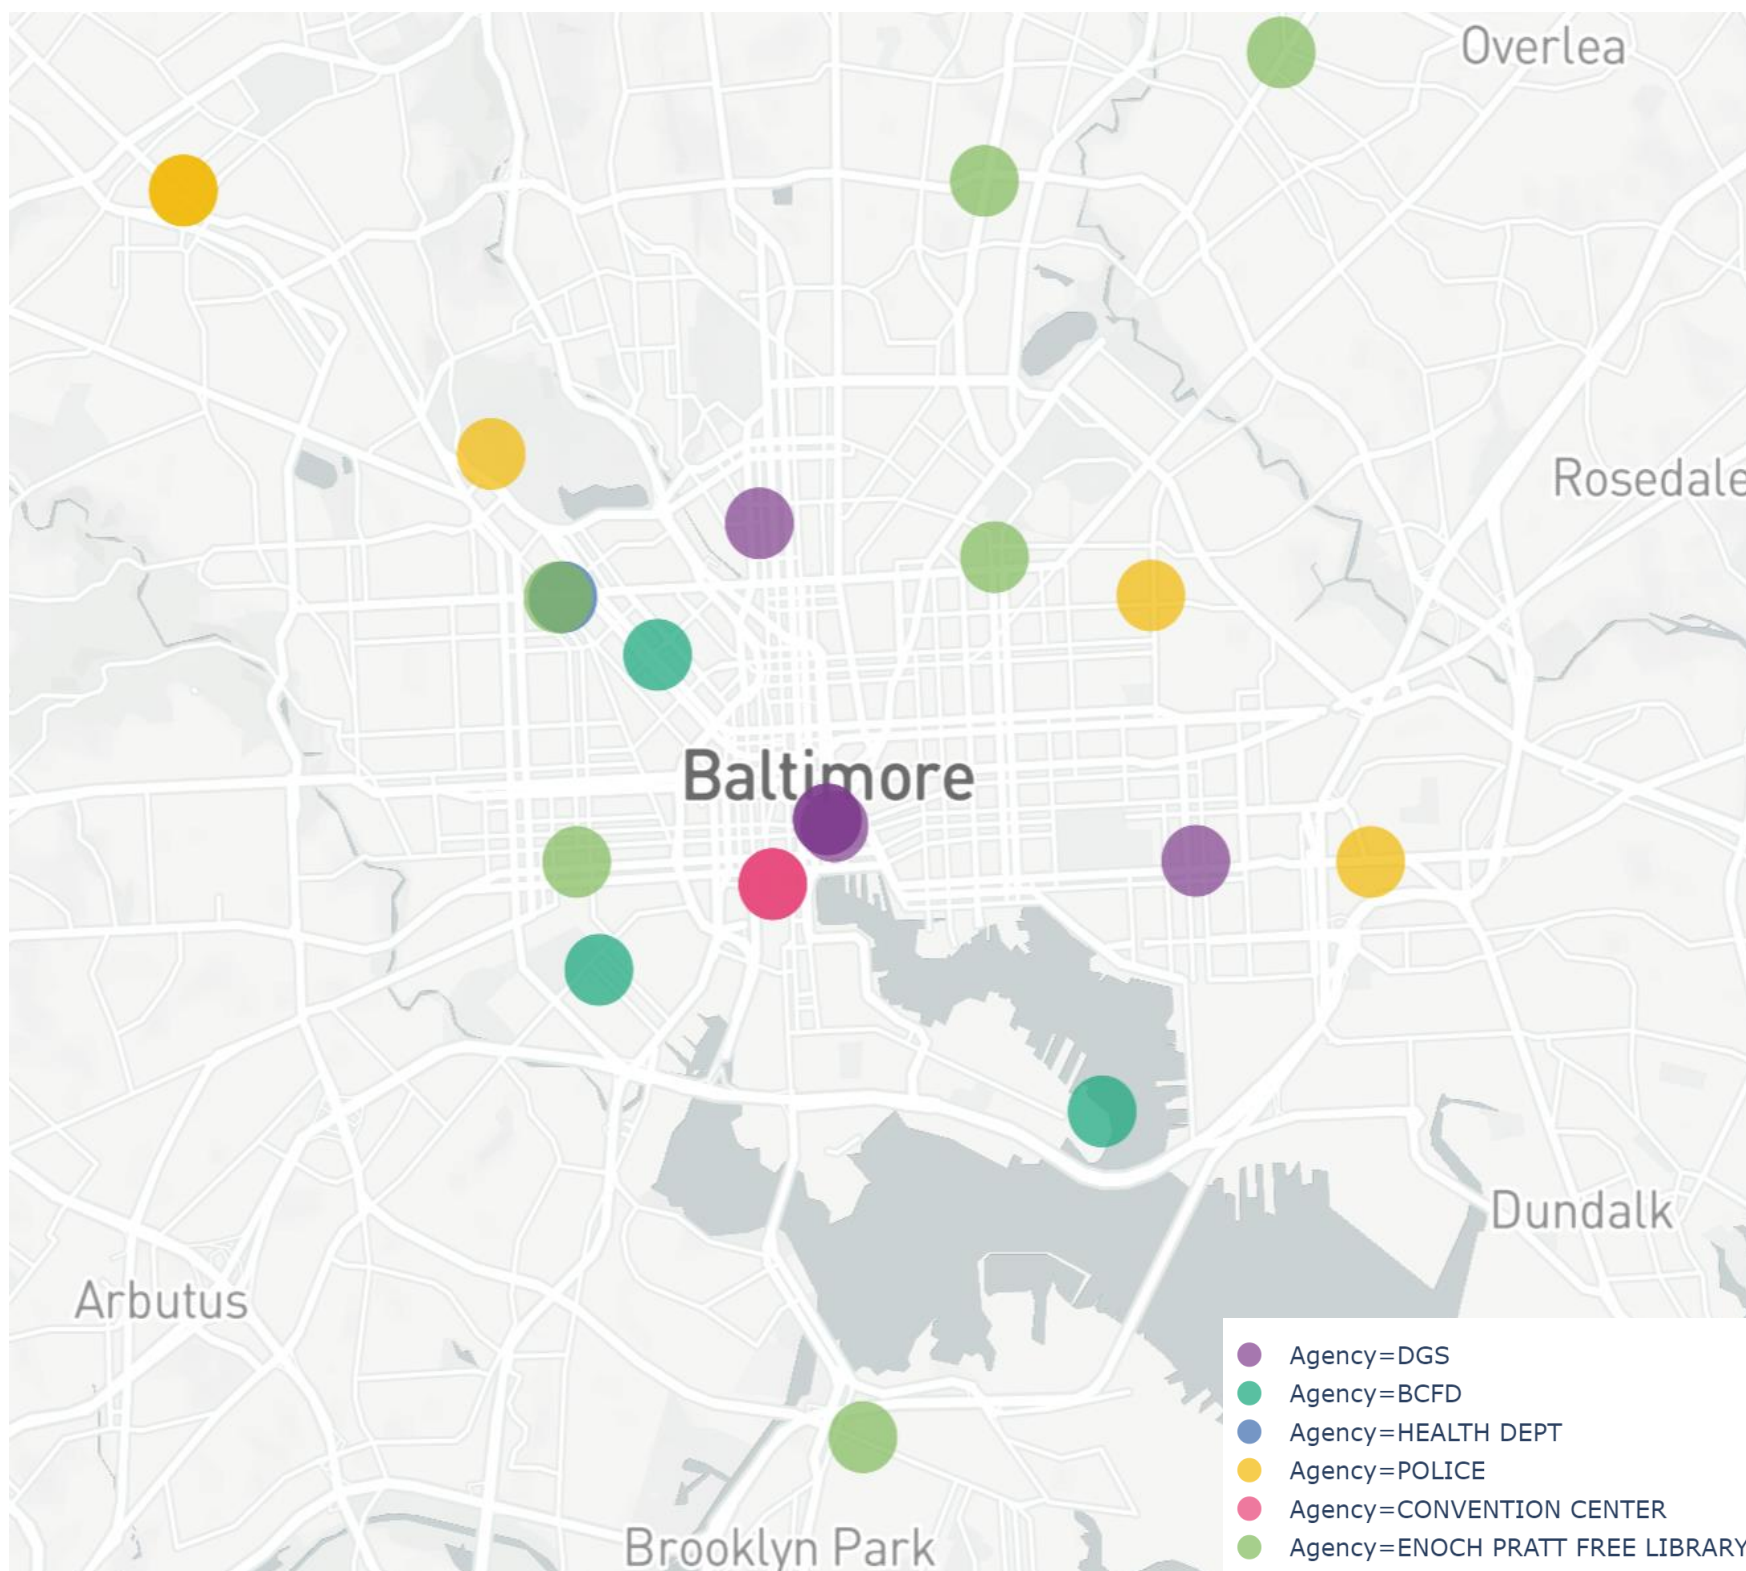 Overlea
Rosedale
Baltimore
Dundalk
Arbutus
Brooklyn Park
Agency=DGS
Agency=BCFD
Agency=HEALTH DEPT
Agency=POLICE
Agency=CONVENTION CENTER
Agency=ENOCH PRATT FREE LIBRARY